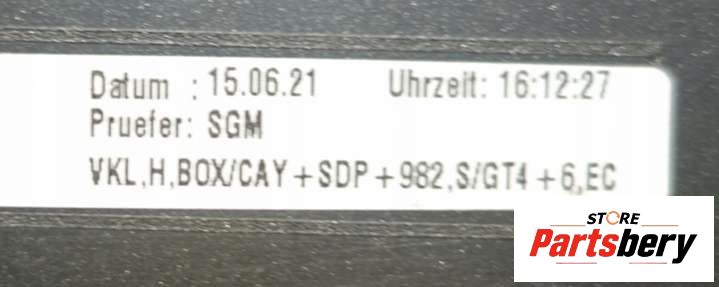 Datum : 15.06.21 Uhrzeit: 16:12:27
Pruefer: SGM
VKL,H,BOX/CAY+SDP+982,S/GT4+6,EC
STORE
Partsbery